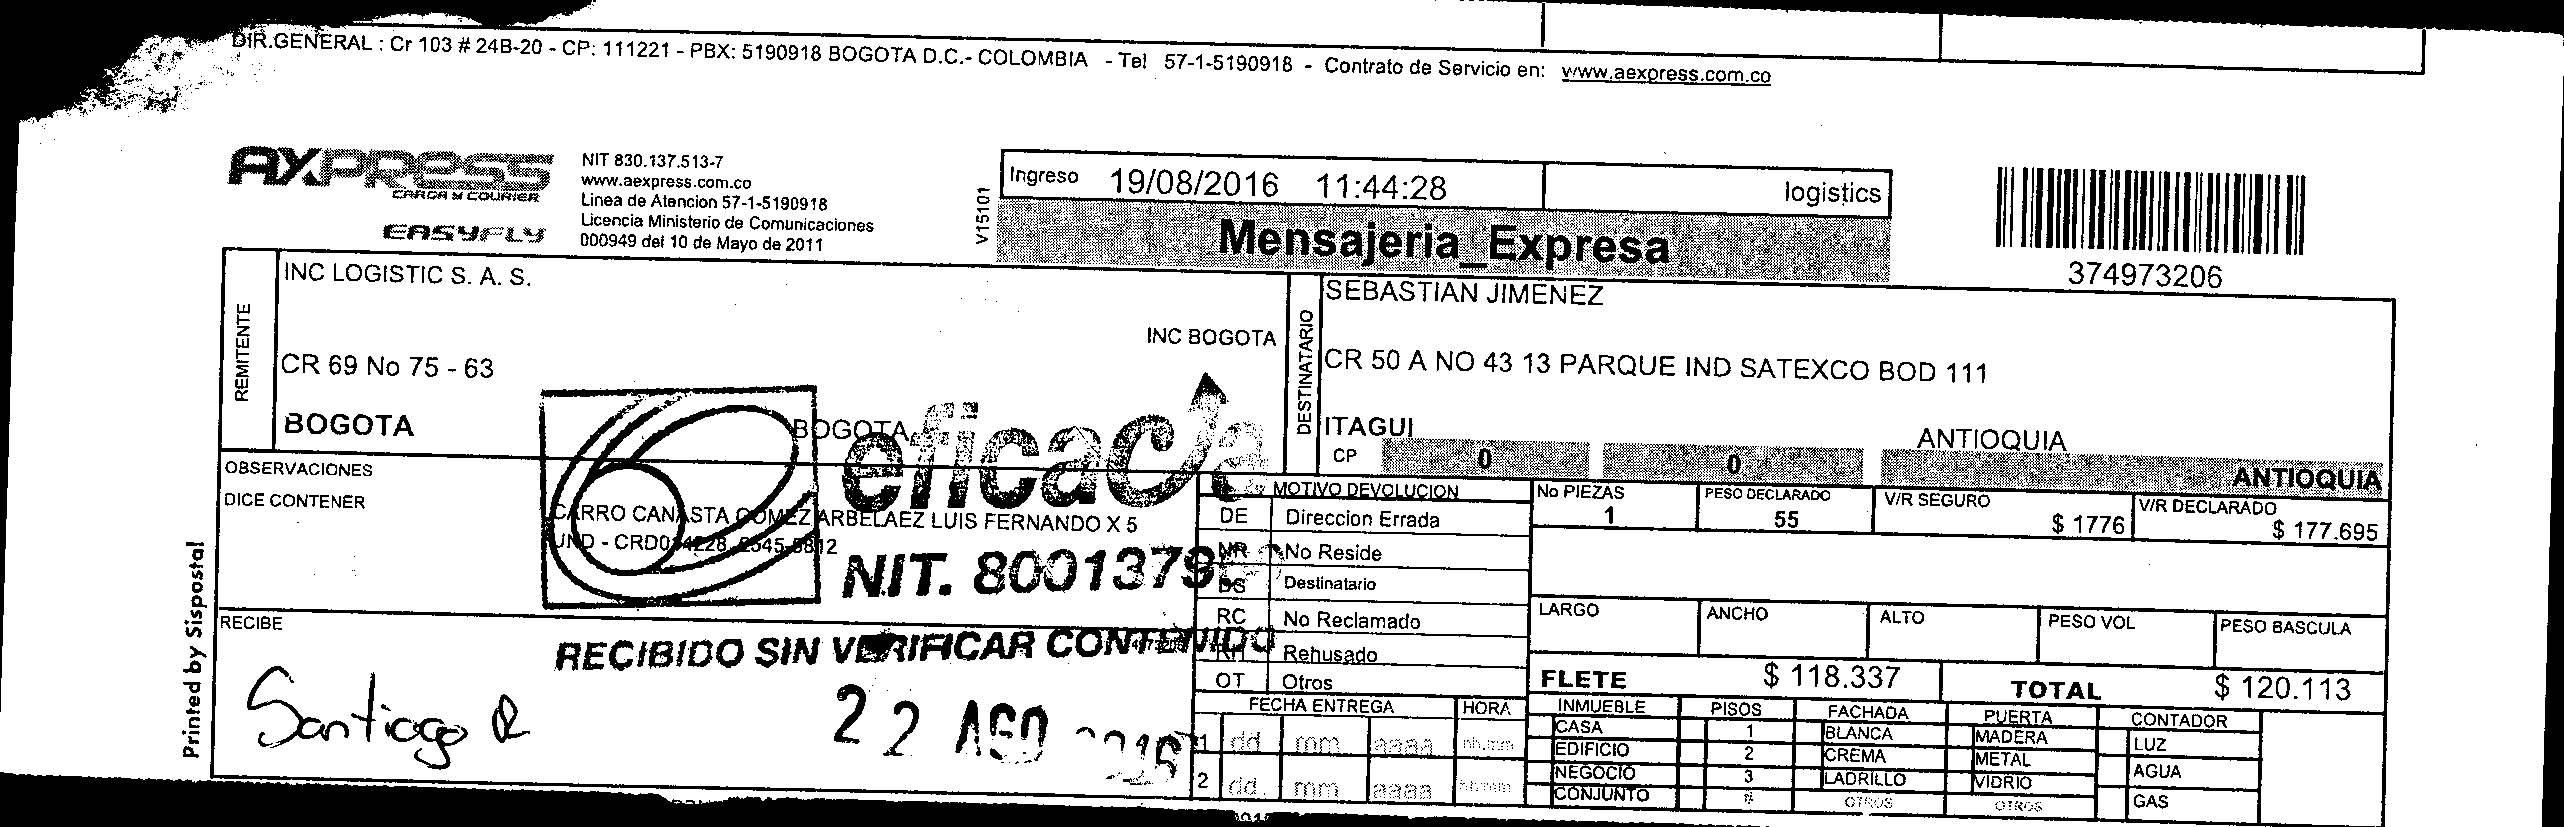 DIR.GENERAL : Cr 103 # 24B-20 - CP: 111221 - PBX: 5190918 BOGOTA D.C.- COLOMBIA - Tel 57-1-5190918 - Contrato de Servicio en: www.aexpress.com.co
AXPRESS
CARGA Y COURIER
EASYFLY
NIT 830.137.513-7
www.aexpress.com.co
Linea de Atencion 57-1-5190918
Licencia Ministerio de Comunicaciones
000949 del 10 de Mayo de 2011
V15101
Ingreso 19/08/2016 11:44:28 logistics
Mensajeria_Expresa
374973206
REMITENTE
INC LOGISTIC S. A. S.
INC BOGOTA
CR 69 No 75 - 63
BOGOTA BOGOTA
DESTINATARIO
SEBASTIAN JIMENEZ
CR 50 A NO 43 13 PARQUE IND SATEXCO BOD 111
ITAGUI ANTIOQUIA
CP 0 0 ANTIOQUIA
OBSERVACIONES
DICE CONTENER
CARRO CANASTA GOMEZ ARBELAEZ LUIS FERNANDO X 5
UND -
eficacia
NIT. 8001379
RECIBIDO SIN VERIFICAR CONTENIDO
22 AGO
RECIBE
Santiago R
Printed by Sispostal
MOTIVO DEVOLUCION
DE Direccion Errada
NR No Reside
DS Destinatario
RC No Reclamado
RH Rehusado
OT Otros
FECHA ENTREGA HORA
1 dd mm aaaa hh:mm
2 dd mm aaaa hh:mm
No PIEZAS PESO DECLARADO V/R SEGURO V/R DECLARADO
1 55 $ 1776 $ 177.695
LARGO ANCHO ALTO PESO VOL PESO BASCULA
FLETE $ 118.337 TOTAL $ 120.113
INMUEBLE PISOS FACHADA PUERTA CONTADOR
CASA 1 BLANCA MADERA LUZ
EDIFICIO 2 CREMA METAL AGUA
NEGOCIO 3 LADRILLO VIDRIO GAS
CONJUNTO # OTROS OTROS